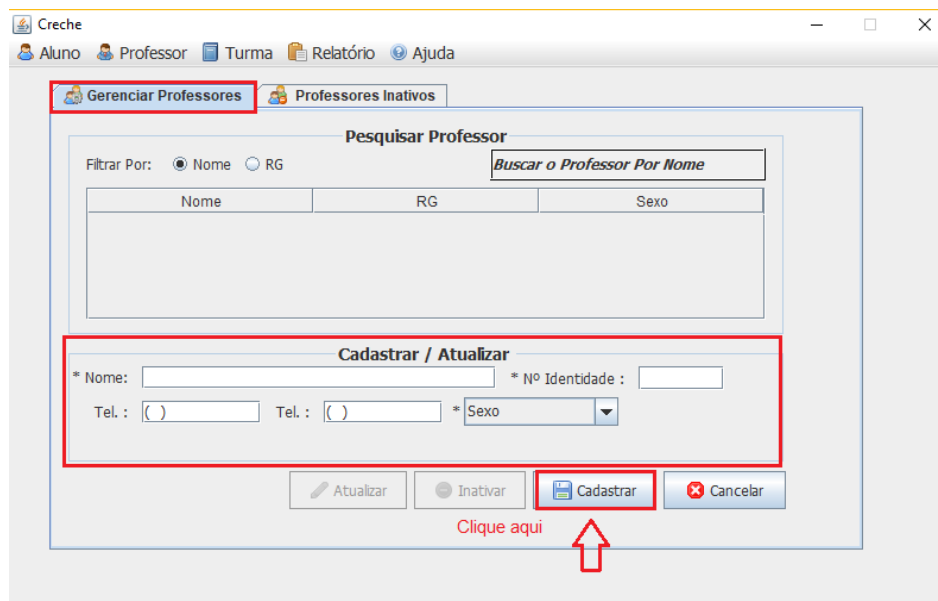 Creche
Aluno Professor Turma Relatório Ajuda
Gerenciar Professores Professores Inativos
Pesquisar Professor
Filtrar Por: Nome RG Buscar o Professor Por Nome
Nome RG Sexo
Cadastrar / Atualizar
* Nome: * Nº Identidade :
Tel. : ( ) Tel. : ( ) * Sexo
Atualizar Inativar Cadastrar Cancelar
Clique aqui